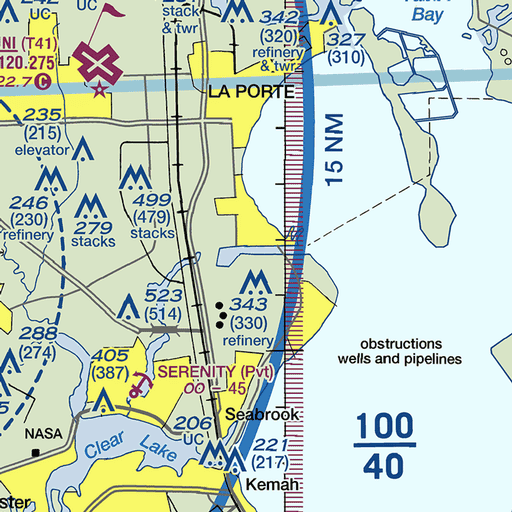 242
UC
UC
stack
& twr
342
(320)
refinery
& twr
327
(310)
Bay
UNI (T41)
120.275
22.7 C
LA PORTE
15 NM
235
(215)
elevator
246
(230)
refinery
279
stacks
499
(479)
stacks
523
(514)
343
(330)
refinery
288
(274)
405
(387)
SERENITY (Pvt)
00 - 45
obstructions
wells and pipelines
Seabrook
NASA
Clear Lake
206
UC
221
(217)
Kemah
100
40